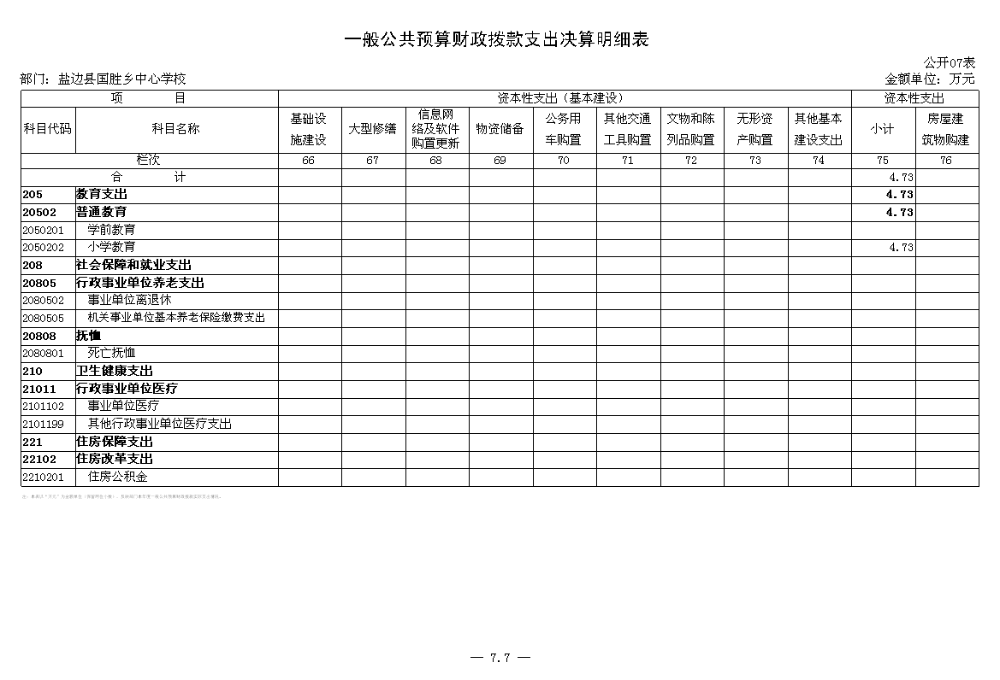 一般公共预算财政拨款支出决算明细表
公开07表
部门：盐边县国胜乡中心学校 金额单位：万元
项 目 资本性支出（基本建设） 资本性支出
科目代码 科目名称 基础设施建设 大型修缮 信息网络及软件购置更新 物资储备 公务用车购置 其他交通工具购置 文物和陈列品购置 无形资产购置 其他基本建设支出 小计 房屋建筑物购建
栏次 66 67 68 69 70 71 72 73 74 75 76
合 计 4.73
205 教育支出 4.73
20502 普通教育 4.73
2050201 学前教育
2050202 小学教育 4.73
208 社会保障和就业支出
20805 行政事业单位养老支出
2080502 事业单位离退休
2080505 机关事业单位基本养老保险缴费支出
20808 抚恤
2080801 死亡抚恤
210 卫生健康支出
21011 行政事业单位医疗
2101102 事业单位医疗
2101199 其他行政事业单位医疗支出
221 住房保障支出
22102 住房改革支出
2210201 住房公积金
— 7.7 —